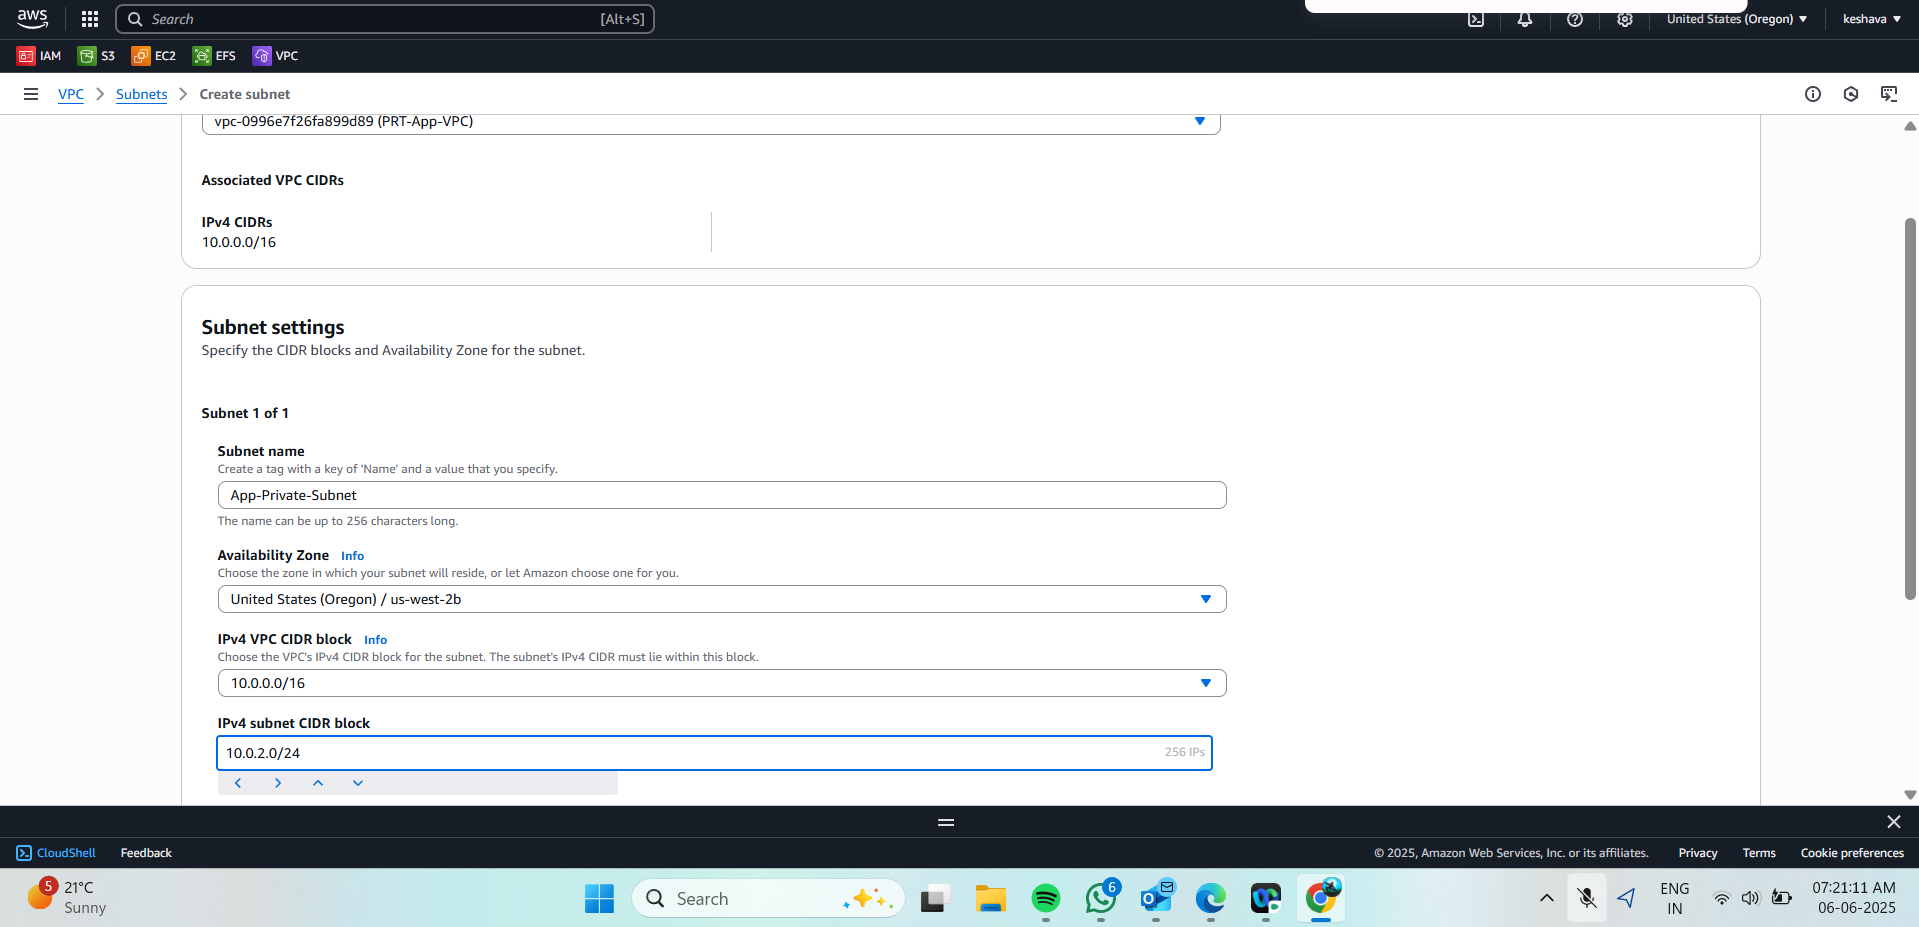 aws
Search
[Alt+S]
United States (Oregon)
keshava
IAM
S3
EC2
EFS
VPC
VPC
Subnets
Create subnet
vpc-0996e7f26fa899d89 (PRT-App-VPC)
Associated VPC CIDRs
IPv4 CIDRs
10.0.0.0/16
Subnet settings
Specify the CIDR blocks and Availability Zone for the subnet.
Subnet 1 of 1
Subnet name
Create a tag with a key of 'Name' and a value that you specify.
App-Private-Subnet
The name can be up to 256 characters long.
Availability Zone Info
Choose the zone in which your subnet will reside, or let Amazon choose one for you.
United States (Oregon) / us-west-2b
IPv4 VPC CIDR block Info
Choose the VPC's IPv4 CIDR block for the subnet. The subnet's IPv4 CIDR must lie within this block.
10.0.0.0/16
IPv4 subnet CIDR block
10.0.2.0/24
256 IPs
CloudShell
Feedback
© 2025, Amazon Web Services, Inc. or its affiliates.
Privacy
Terms
Cookie preferences
5
21°C
Sunny
Search
6
ENG
IN
07:21:11 AM
06-06-2025